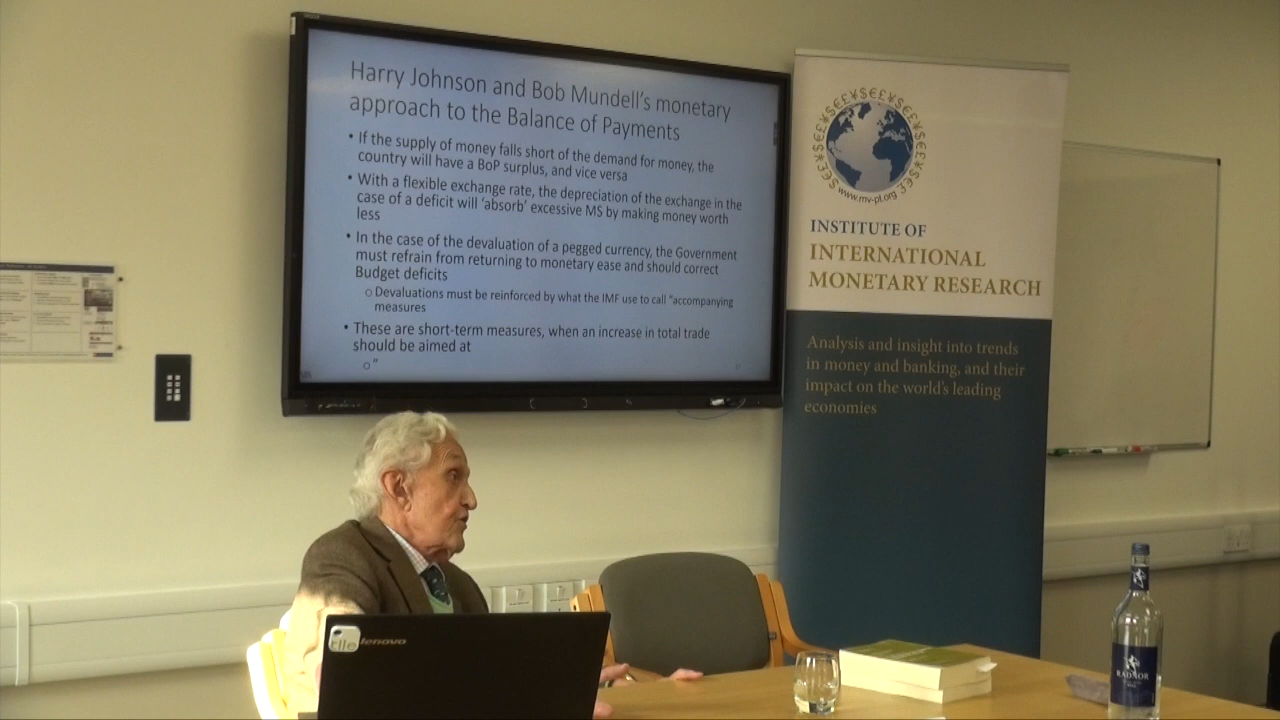 Harry Johnson and Bob Mundell's monetary
approach to the Balance of Payments
• If the supply of money falls short of the demand for money, the
country will have a BoP surplus, and vice versa
• With a flexible exchange rate, the depreciation of the exchange in the
case of a deficit will 'absorb' excessive MS by making money worth
less
• In the case of the devaluation of a pegged currency, the Government
must refrain from returning to monetary ease and should correct
Budget deficits
o Devaluations must be reinforced by what the IMF use to call "accompanying
measures
• These are short-term measures, when an increase in total trade
should be aimed at
o "
www.mv-pt.org
INSTITUTE OF
INTERNATIONAL
MONETARY RESEARCH
Analysis and insight into trends
in money and banking, and their
impact on the world's leading
economies
lenovo
RADNOR